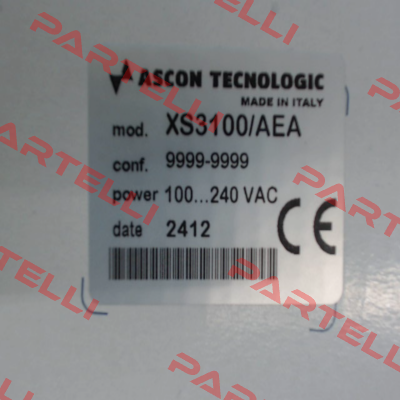 ASCON TECNOLOGIC
MADE IN ITALY
mod. XS3100/AEA
conf. 9999-9999
power 100...240 VAC
date 2412
CE
PARTELLI
PARTELLI
PARTELLI
PARTELLI
PARTELLI
PARTELLI